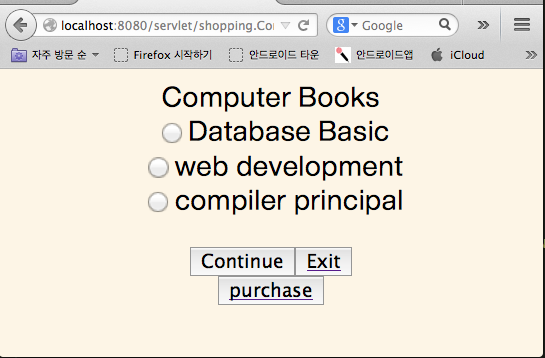 localhost:8080/servlet/shopping.Co
Google
자주 방문 순
Firefox 시작하기
안드로이드 타운
안드로이드앱
iCloud
Computer Books
Database Basic
web development
compiler principal
Continue Exit
purchase